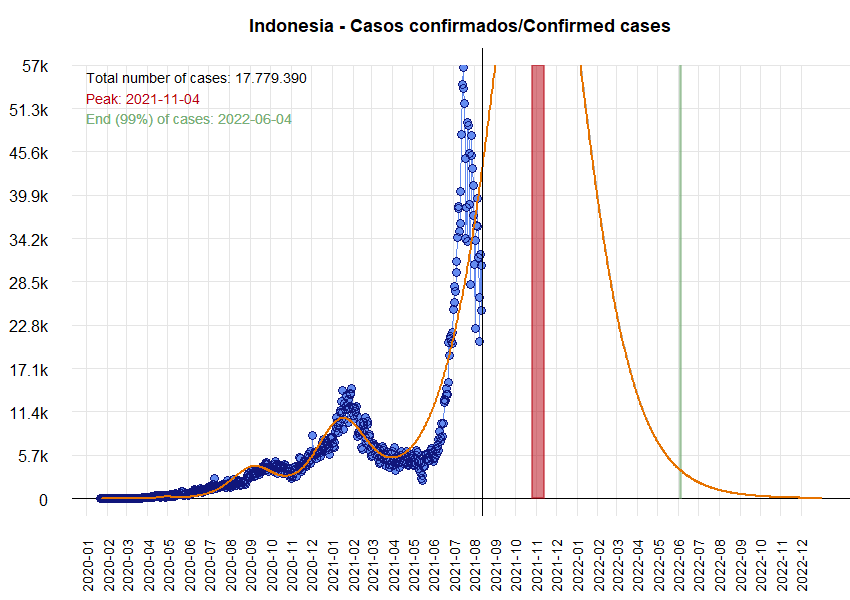 Indonesia - Casos confirmados/Confirmed cases
Total number of cases: 17.779.390
Peak: 2021-11-04
End (99%) of cases: 2022-06-04
57k
51.3k
45.6k
39.9k
34.2k
28.5k
22.8k
17.1k
11.4k
5.7k
0
2020-01
2020-02
2020-03
2020-04
2020-05
2020-06
2020-07
2020-08
2020-09
2020-10
2020-11
2020-12
2021-01
2021-02
2021-03
2021-04
2021-05
2021-06
2021-07
2021-08
2021-09
2021-10
2021-11
2021-12
2022-01
2022-02
2022-03
2022-04
2022-05
2022-06
2022-07
2022-08
2022-09
2022-10
2022-11
2022-12